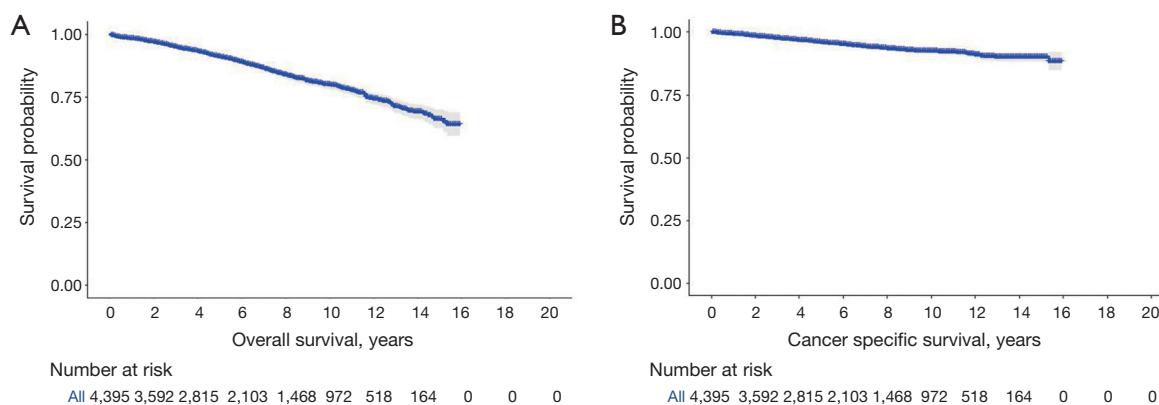 A
Survival probability
1.00
0.75
0.50
0.25
0.00
0 2 4 6 8 10 12 14 16 18 20
Overall survival, years
Number at risk
All 4,395 3,592 2,815 2,103 1,468 972 518 164 0 0 0
B
Survival probability
1.00
0.75
0.50
0.25
0.00
0 2 4 6 8 10 12 14 16 18 20
Cancer specific survival, years
Number at risk
All 4,395 3,592 2,815 2,103 1,468 972 518 164 0 0 0